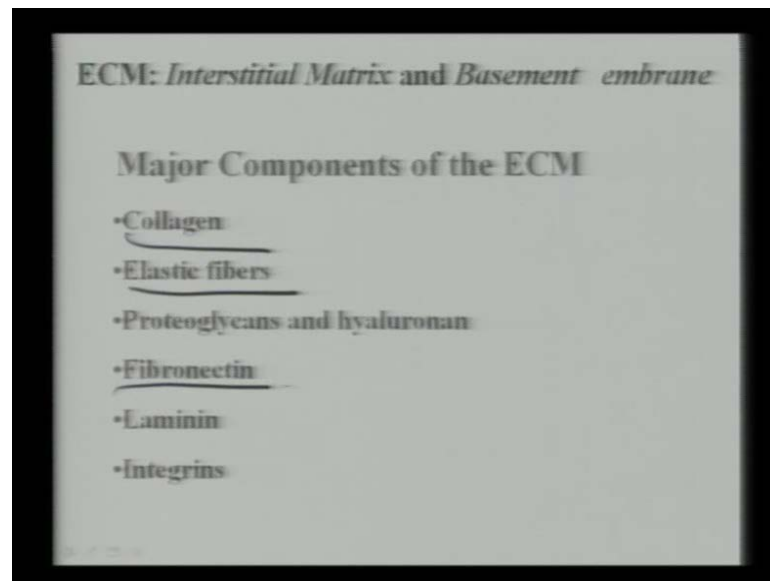 ECM: Interstitial Matrix and Basement embrane
Major Components of the ECM
•Collagen
•Elastic fibers
•Proteoglycans and hyaluronan
•Fibronectin
•Laminin
•Integrins